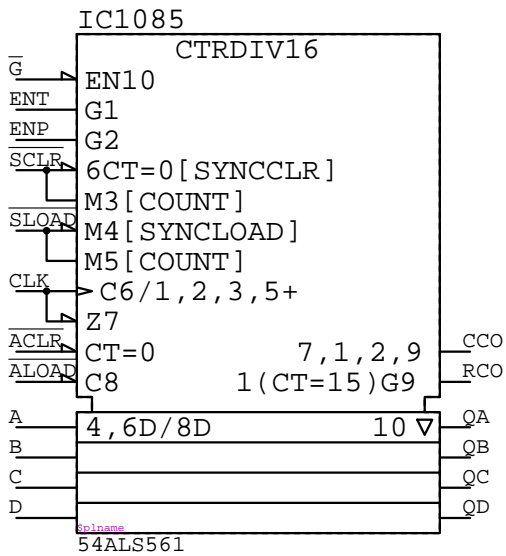 IC1085
CTRDIV16
G
EN10
ENT
G1
ENP
G2
SCLR
6CT=0[SYNCCLR]
M3[COUNT]
SLOAD
M4[SYNCLOAD]
M5[COUNT]
CLK
C6/1,2,3,5+
Z7
ACLR
CT=0
7,1,2,9
CCO
ALOAD
C8
1(CT=15)G9
RCO
A
4,6D/8D
10
QA
B
QB
C
QC
D
QD
$plname
54ALS561